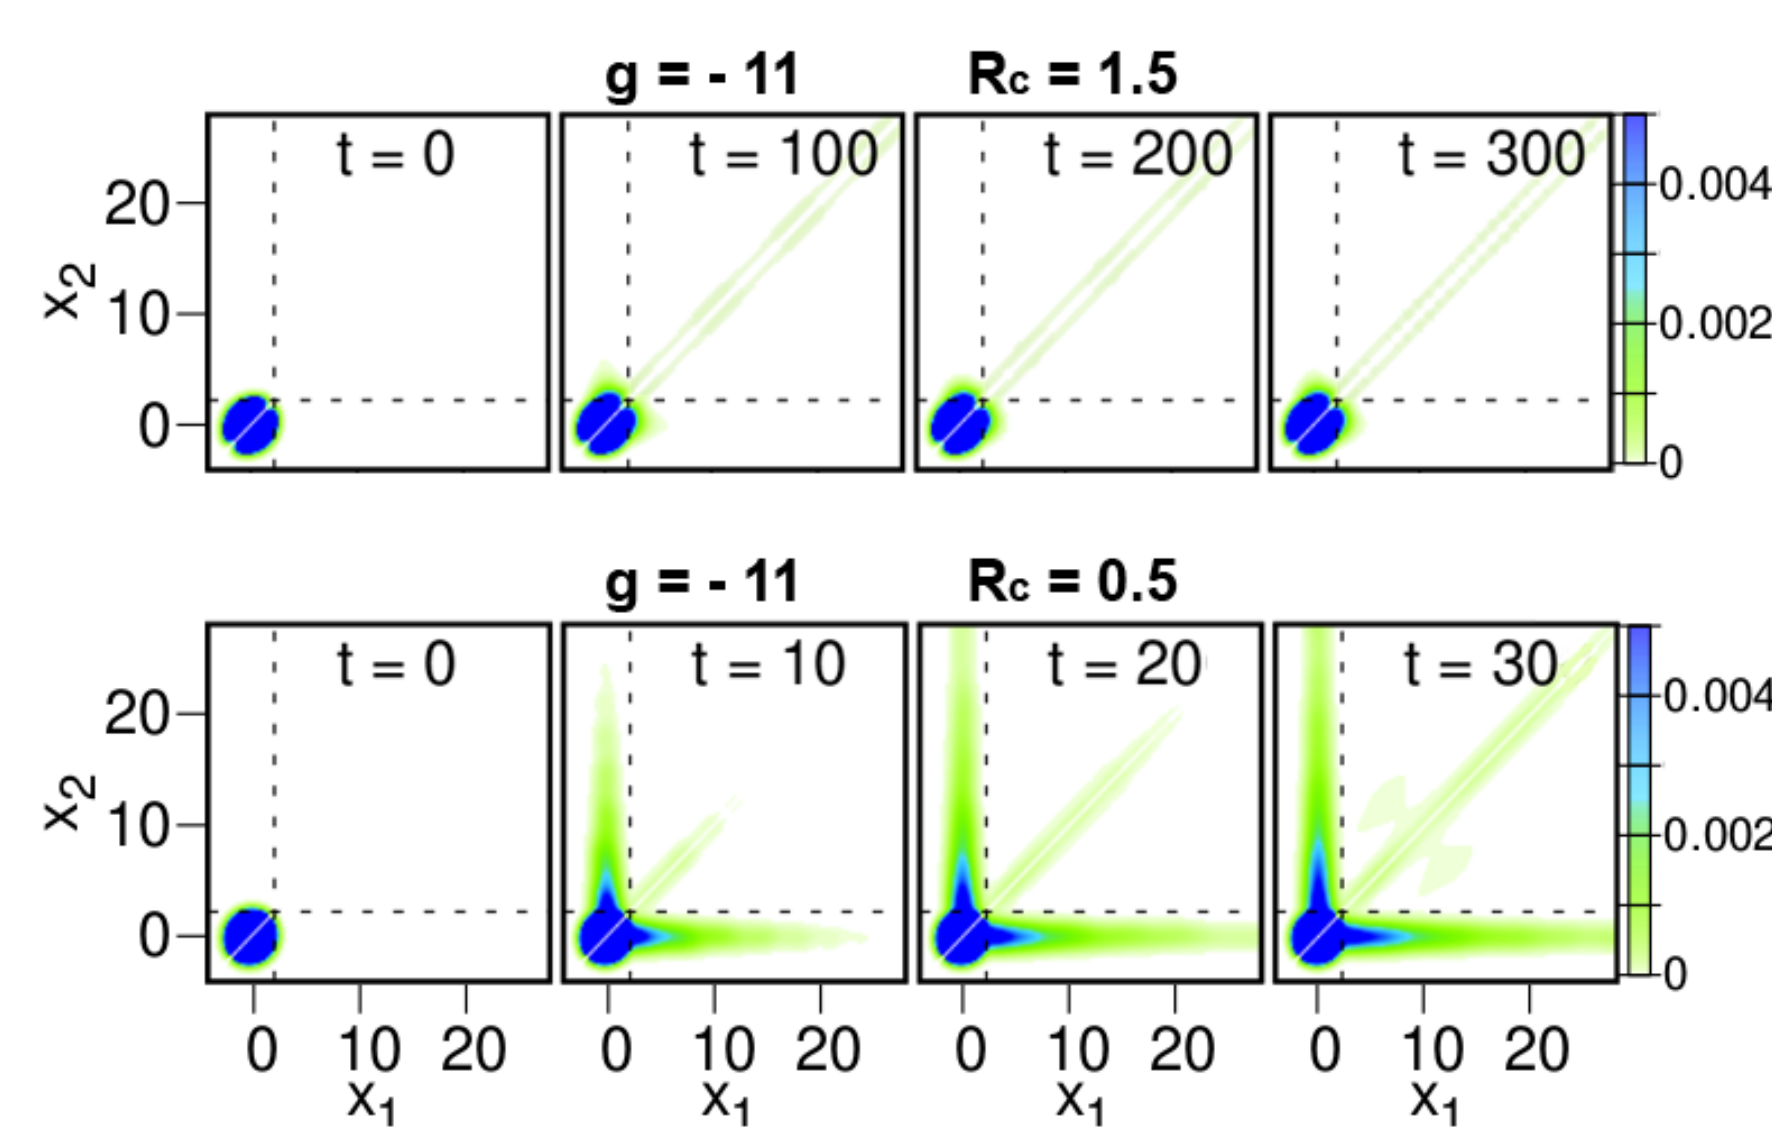 g = - 11 Rc = 1.5
t = 0 t = 100 t = 200 t = 300
x2
20
10
0
0.004
0.002
0
g = - 11 Rc = 0.5
t = 0 t = 10 t = 20 t = 30
x2
20
10
0
0.004
0.002
0
0 10 20 0 10 20 0 10 20 0 10 20
x1 x1 x1 x1